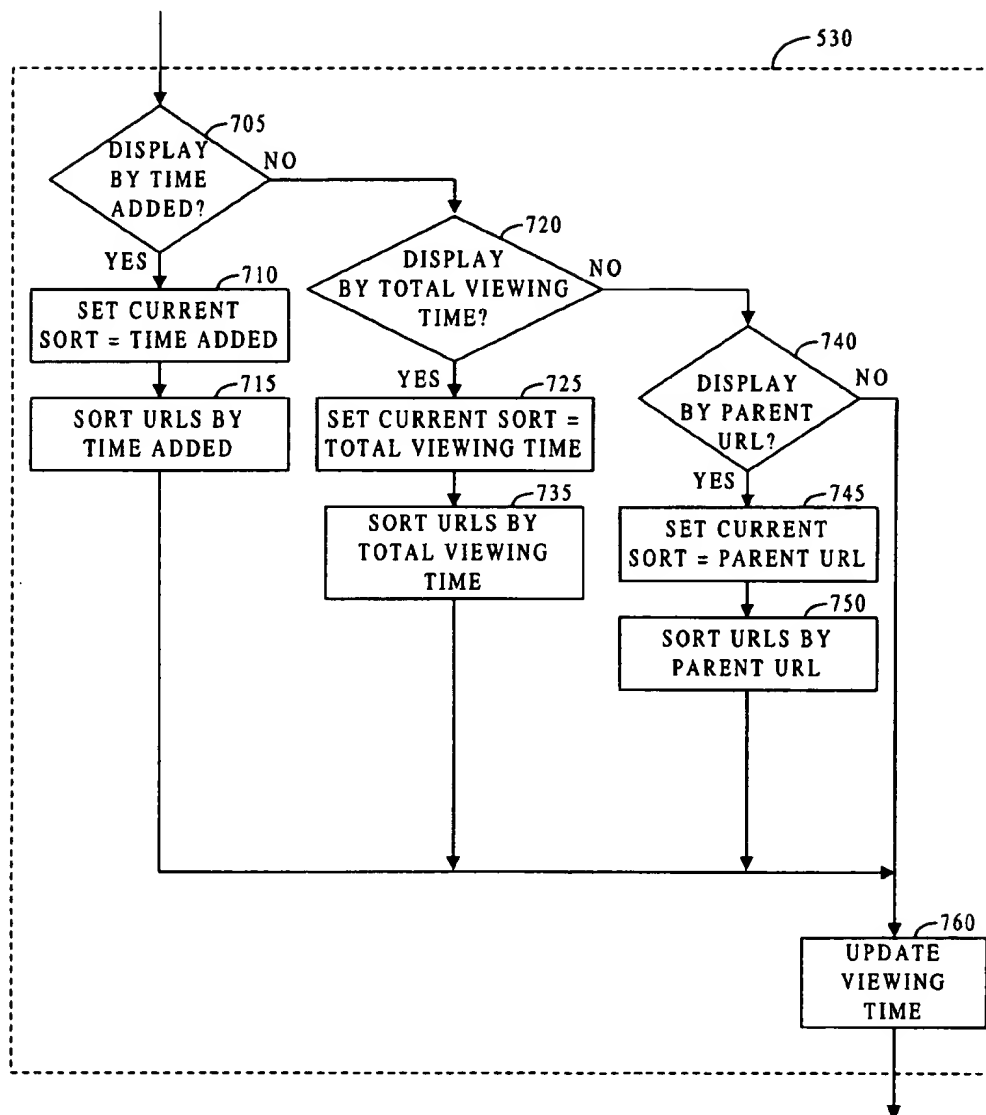 530
705
DISPLAY
BY TIME
ADDED?
NO
YES
710
SET CURRENT
SORT = TIME ADDED
715
SORT URLS BY
TIME ADDED
720
DISPLAY
BY TOTAL VIEWING
TIME?
NO
YES
725
SET CURRENT SORT =
TOTAL VIEWING TIME
735
SORT URLS BY
TOTAL VIEWING
TIME
740
DISPLAY
BY PARENT
URL?
NO
YES
745
SET CURRENT
SORT = PARENT URL
750
SORT URLS BY
PARENT URL
760
UPDATE
VIEWING
TIME